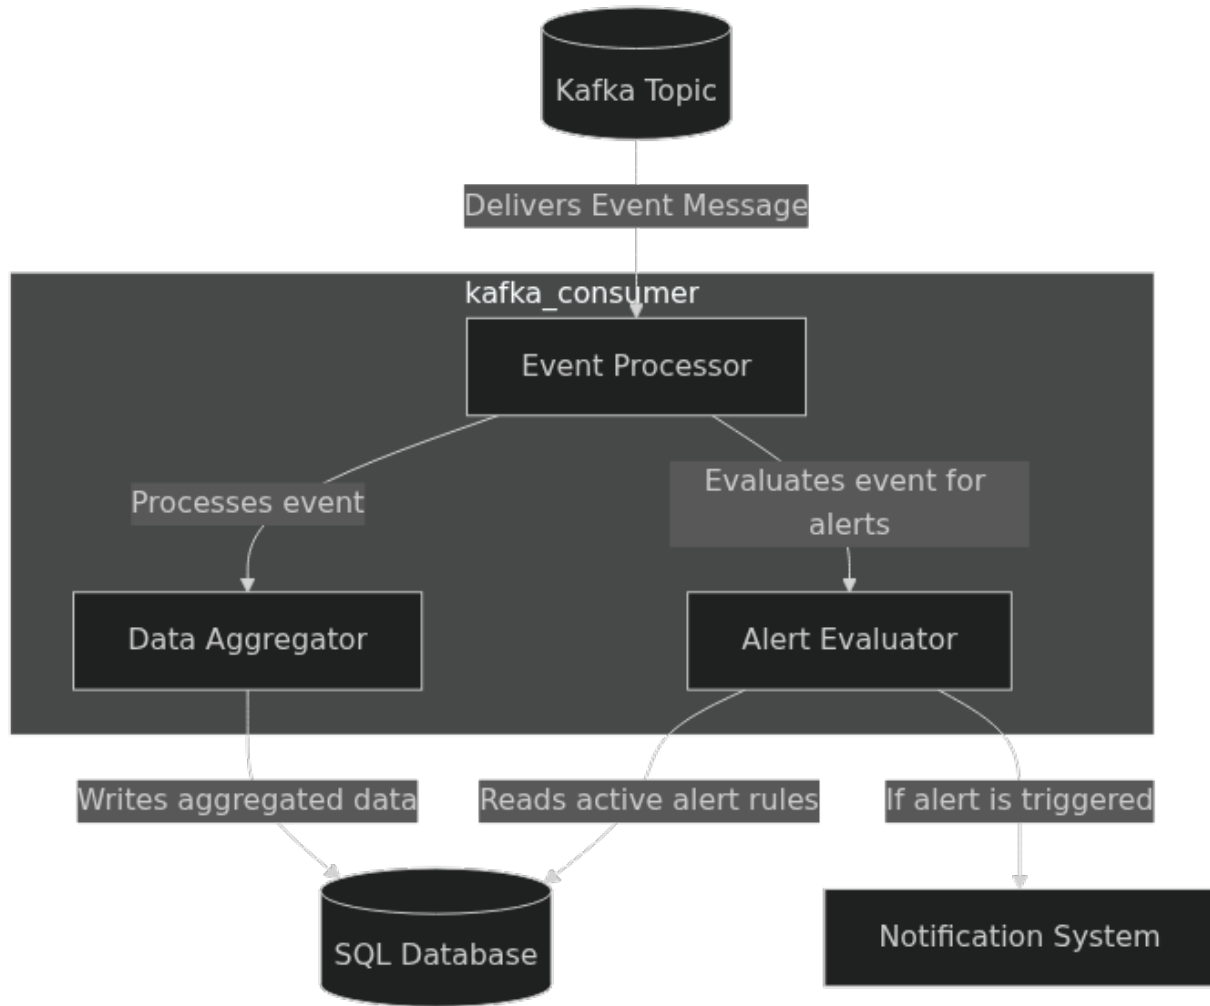 Kafka Topic
Delivers Event Message
kafka_consumer
Event Processor
Processes event
Evaluates event for
alerts
Data Aggregator
Alert Evaluator
Writes aggregated data
Reads active alert rules
If alert is triggered
SQL Database
Notification System